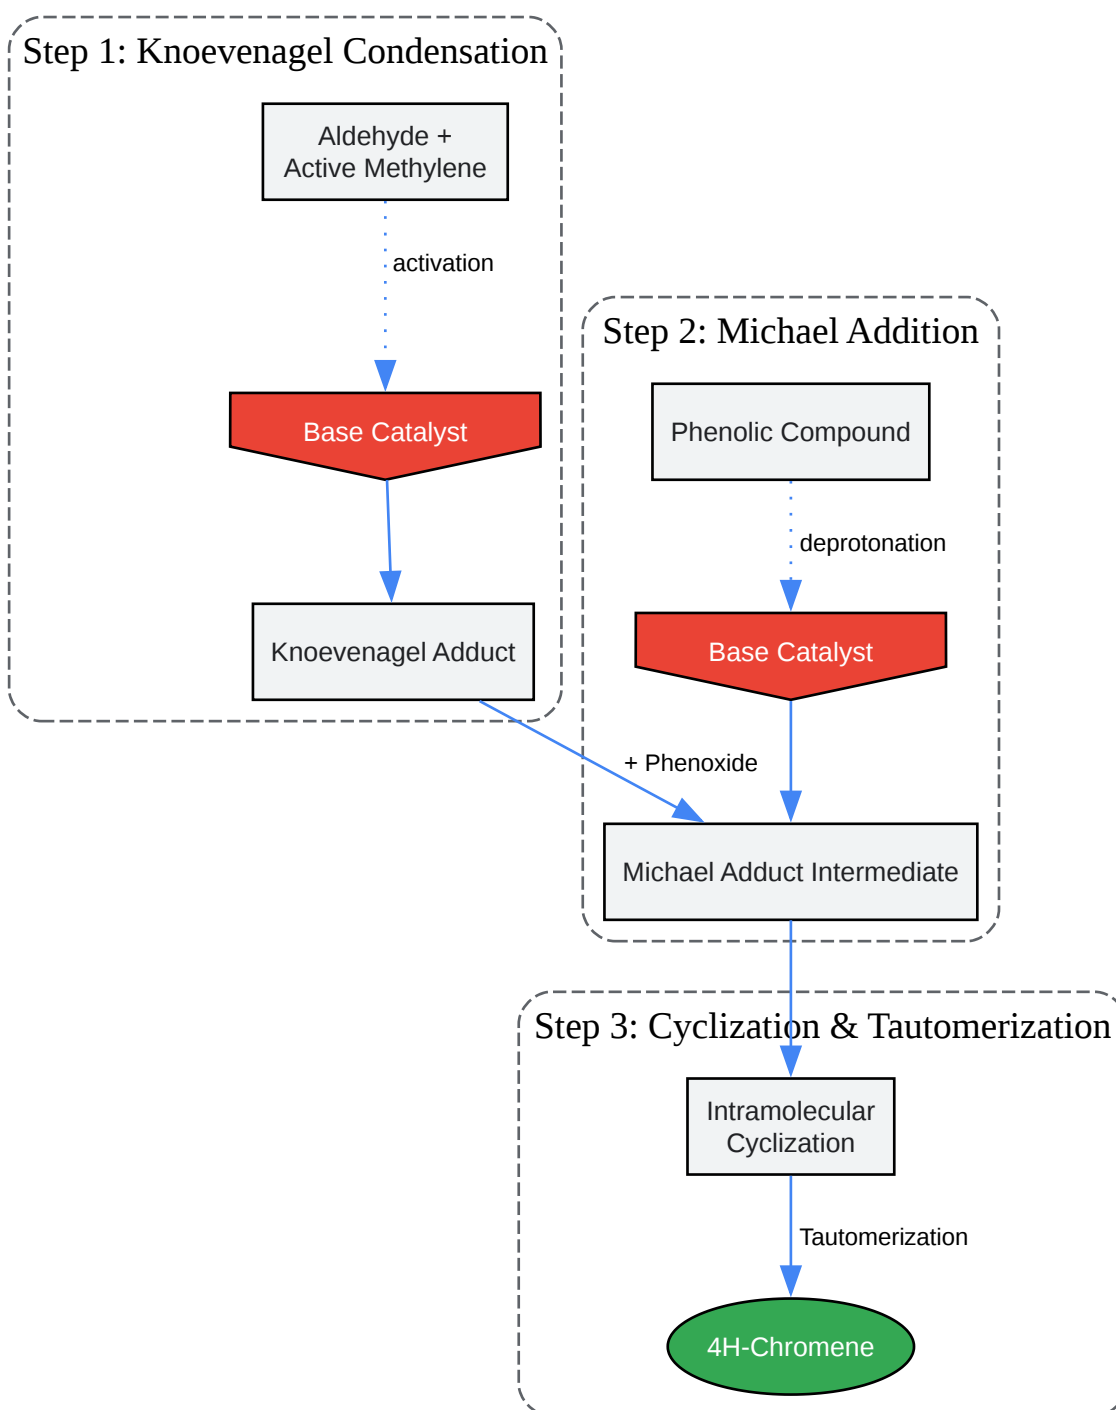 Step 1: Knoevenagel Condensation
Aldehyde +
Active Methylene
activation
Base Catalyst
Knoevenagel Adduct
Step 2: Michael Addition
Phenolic Compound
deprotonation
Base Catalyst
+ Phenoxide
Michael Adduct Intermediate
Step 3: Cyclization & Tautomerization
Intramolecular
Cyclization
Tautomerization
4H-Chromene